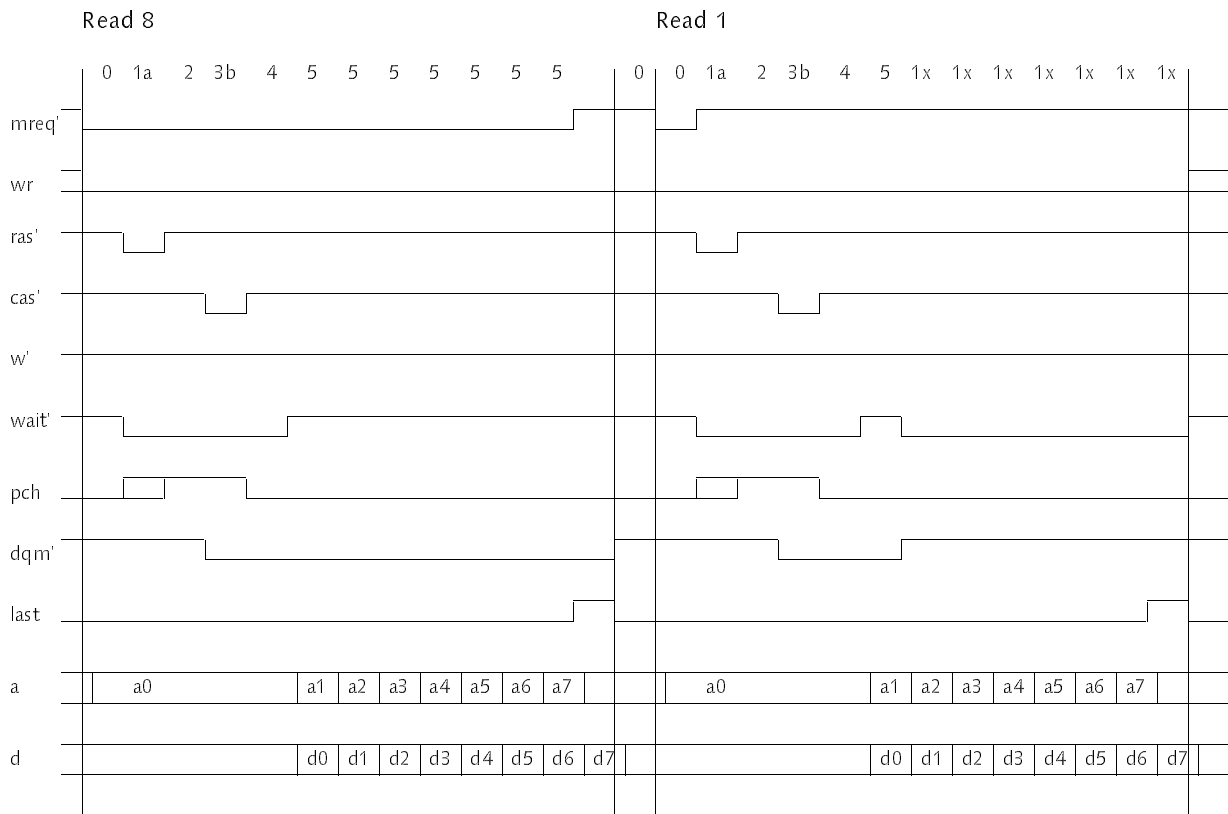 Read 8 Read 1
0 1a 2 3b 4 5 5 5 5 5 5 5 0 0 1a 2 3b 4 5 1x 1x 1x 1x 1x 1x 1x
mreq'
wr
ras'
cas'
w'
wait'
pch
dqm'
last
a a0 a1 a2 a3 a4 a5 a6 a7 a0 a1 a2 a3 a4 a5 a6 a7
d d0 d1 d2 d3 d4 d5 d6 d7 d0 d1 d2 d3 d4 d5 d6 d7